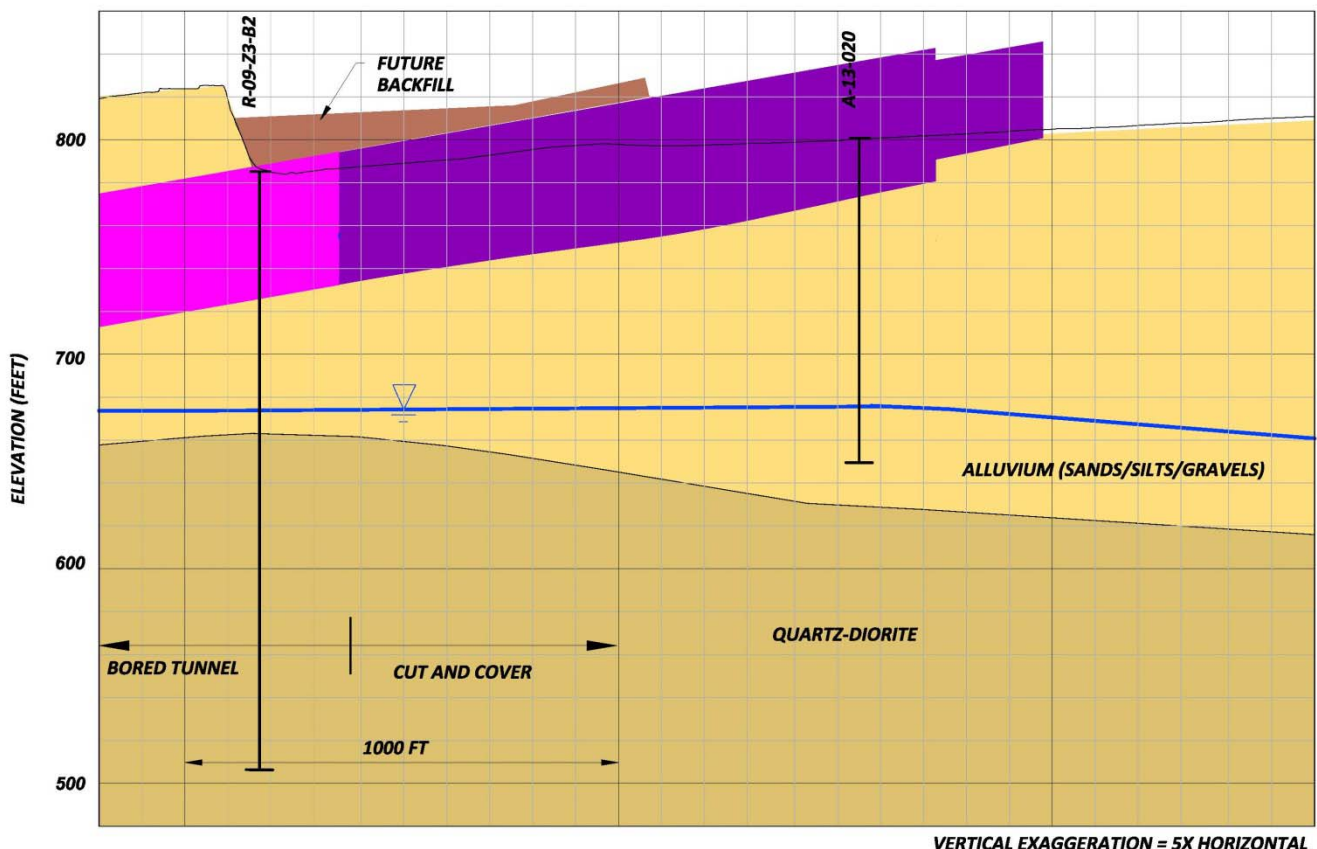 R-09-Z3-B2
FUTURE
BACKFILL
A-13-020
800
700
ELEVATION (FEET)
ALLUVIUM (SANDS/SILTS/GRAVELS)
600
QUARTZ-DIORITE
BORED TUNNEL
CUT AND COVER
1000 FT
500
VERTICAL EXAGGERATION = 5X HORIZONTAL